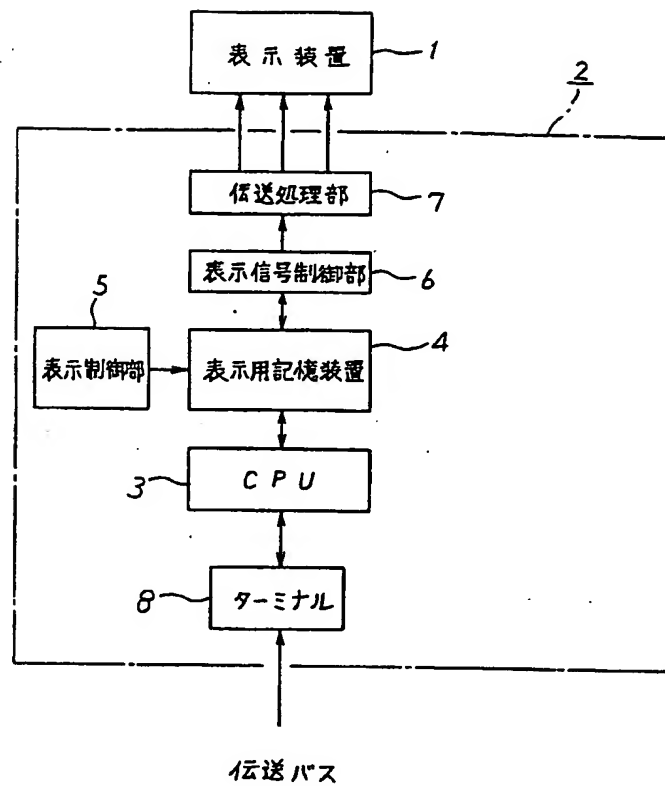 表示装置
1
2
伝送処理部
7
表示信号制御部
6
5
表示制御部
表示用記憶装置
4
CPU
3
ターミナル
8
伝送バス